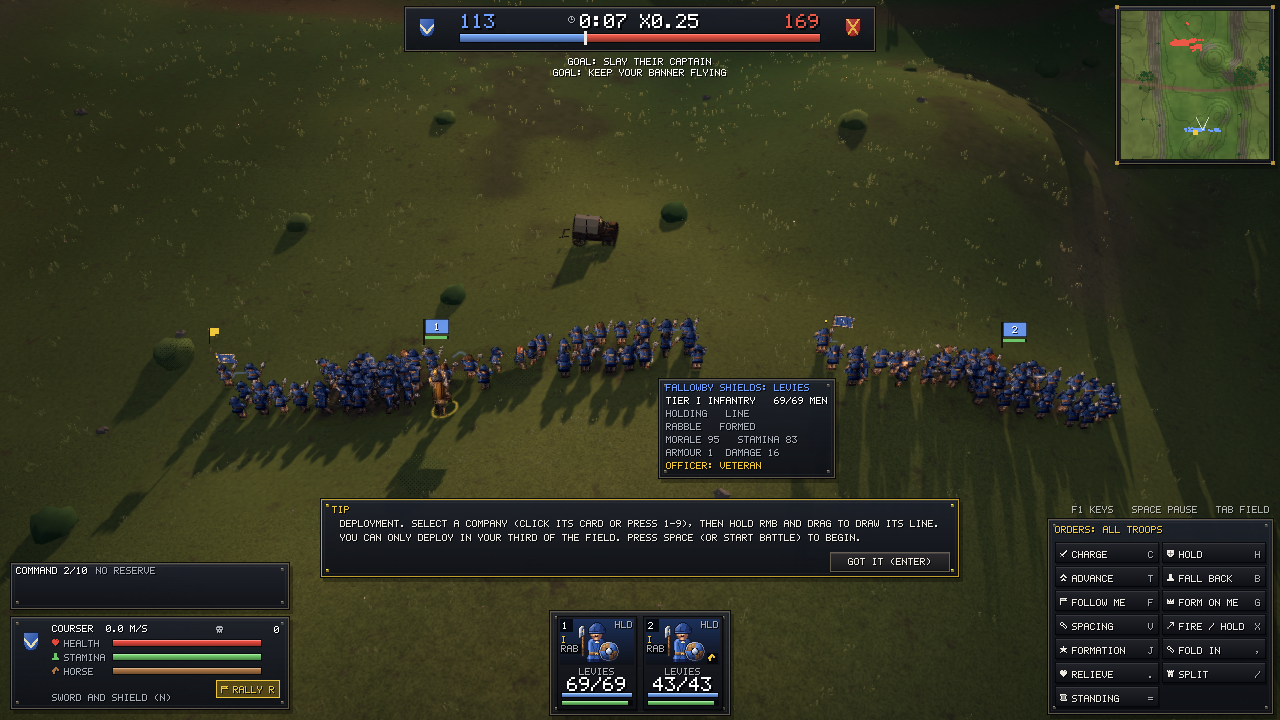 113 0:07 X0.25 169
GOAL: SLAY THEIR CAPTAIN
GOAL: KEEP YOUR BANNER FLYING
1
2
FALLOWBY SHIELDS: LEVIES
TIER I INFANTRY 69/69 MEN
HOLDING LINE
RABBLE FORMED
MORALE 95 STAMINA 83
ARMOUR 1 DAMAGE 16
OFFICER: VETERAN
TIP
DEPLOYMENT. SELECT A COMPANY (CLICK ITS CARD OR PRESS 1-9), THEN HOLD RMB AND DRAG TO DRAW ITS LINE.
YOU CAN ONLY DEPLOY IN YOUR THIRD OF THE FIELD. PRESS SPACE (OR START BATTLE) TO BEGIN.
GOT IT (ENTER)
F1 KEYS SPACE PAUSE TAB FIELD
ORDERS: ALL TROOPS
CHARGE C HOLD H
ADVANCE T FALL BACK B
FOLLOW ME F FORM ON ME G
SPACING V FIRE / HOLD X
FORMATION J FOLD IN ,
RELIEVE . SPLIT /
STANDING =
COMMAND 2/10 NO RESERVE
COURSER 0.0 M/S 0
HEALTH
STAMINA
HORSE
SWORD AND SHIELD (N) RALLY R
1 HLD
I
RAB
LEVIES
69/69
2 HLD
I
RAB
LEVIES
43/43